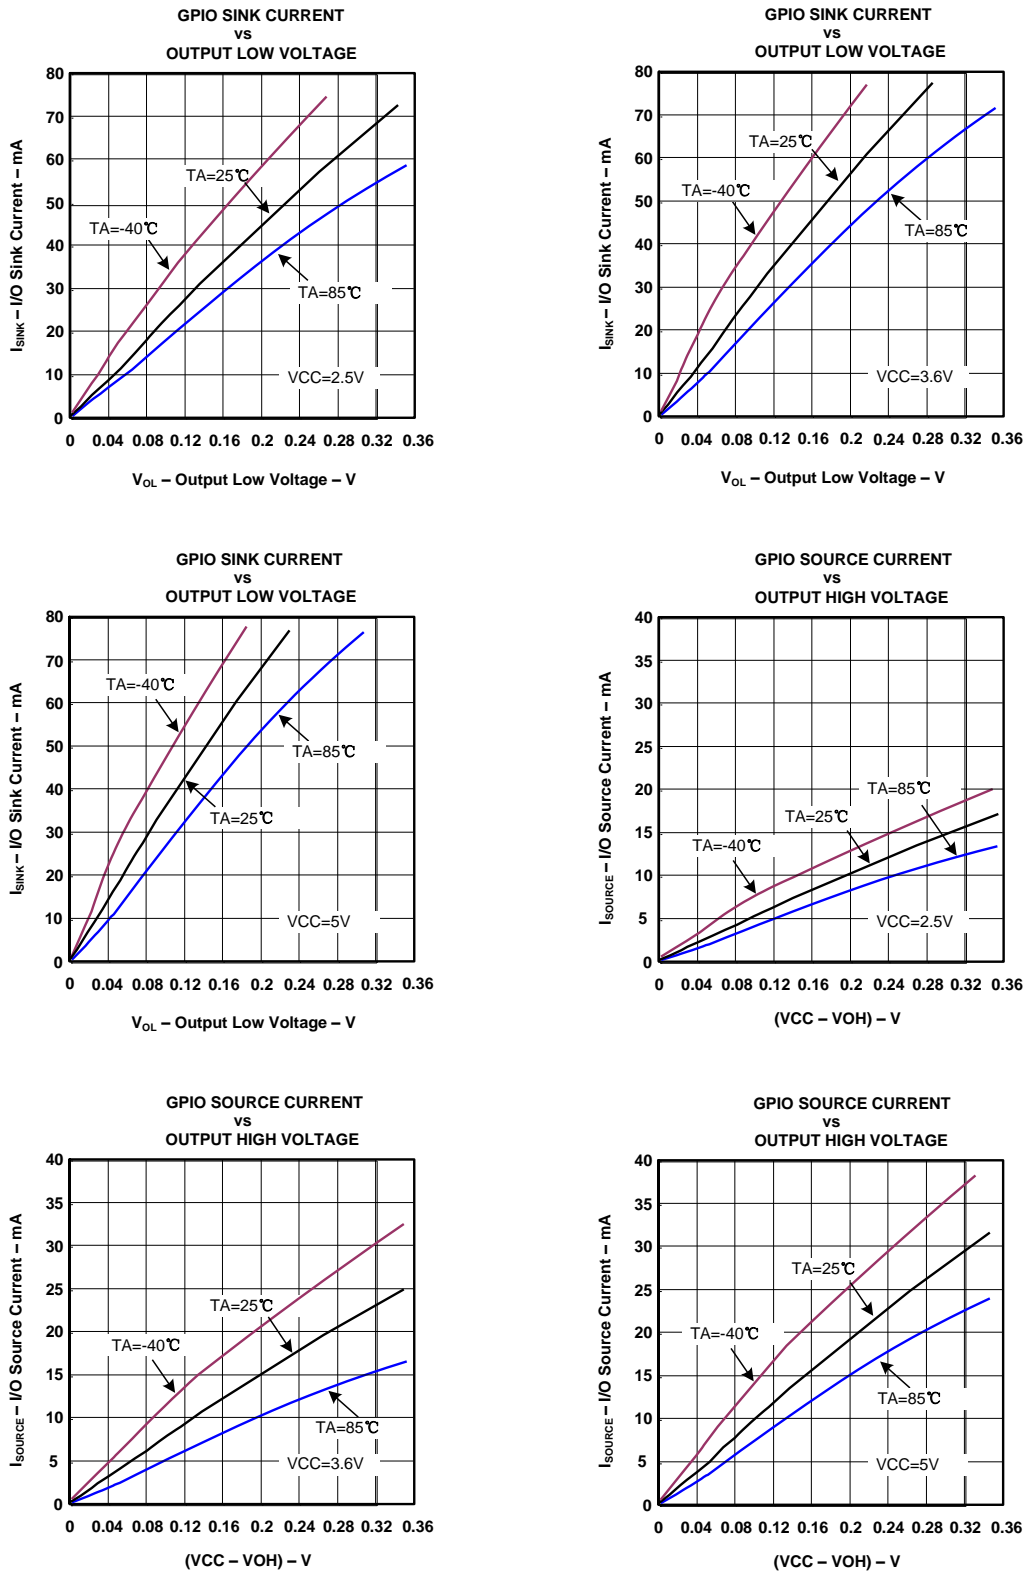 GPIO SINK CURRENT
vs
OUTPUT LOW VOLTAGE
I_SINK – I/O Sink Current – mA
80
70
60
50
40
30
20
10
0
TA=25℃
TA=-40℃
TA=85℃
VCC=2.5V
0 0.04 0.08 0.12 0.16 0.2 0.24 0.28 0.32 0.36
V_OL – Output Low Voltage – V
GPIO SINK CURRENT
vs
OUTPUT LOW VOLTAGE
I_SINK – I/O Sink Current – mA
80
70
60
50
40
30
20
10
0
TA=25℃
TA=-40℃
TA=85℃
VCC=3.6V
0 0.04 0.08 0.12 0.16 0.2 0.24 0.28 0.32 0.36
V_OL – Output Low Voltage – V
GPIO SINK CURRENT
vs
OUTPUT LOW VOLTAGE
I_SINK – I/O Sink Current – mA
80
70
60
50
40
30
20
10
0
TA=-40℃
TA=85℃
TA=25℃
VCC=5V
0 0.04 0.08 0.12 0.16 0.2 0.24 0.28 0.32 0.36
V_OL – Output Low Voltage – V
GPIO SOURCE CURRENT
vs
OUTPUT HIGH VOLTAGE
I_SOURCE – I/O Source Current – mA
40
35
30
25
20
15
10
5
0
TA=85℃
TA=25℃
TA=-40℃
VCC=2.5V
0 0.04 0.08 0.12 0.16 0.2 0.24 0.28 0.32 0.36
(VCC – VOH) – V
GPIO SOURCE CURRENT
vs
OUTPUT HIGH VOLTAGE
I_SOURCE – I/O Source Current – mA
40
35
30
25
20
15
10
5
0
TA=25℃
TA=-40℃
TA=85℃
VCC=3.6V
0 0.04 0.08 0.12 0.16 0.2 0.24 0.28 0.32 0.36
(VCC – VOH) – V
GPIO SOURCE CURRENT
vs
OUTPUT HIGH VOLTAGE
I_SOURCE – I/O Source Current – mA
40
35
30
25
20
15
10
5
0
TA=25℃
TA=-40℃
TA=85℃
VCC=5V
0 0.04 0.08 0.12 0.16 0.2 0.24 0.28 0.32 0.36
(VCC – VOH) – V